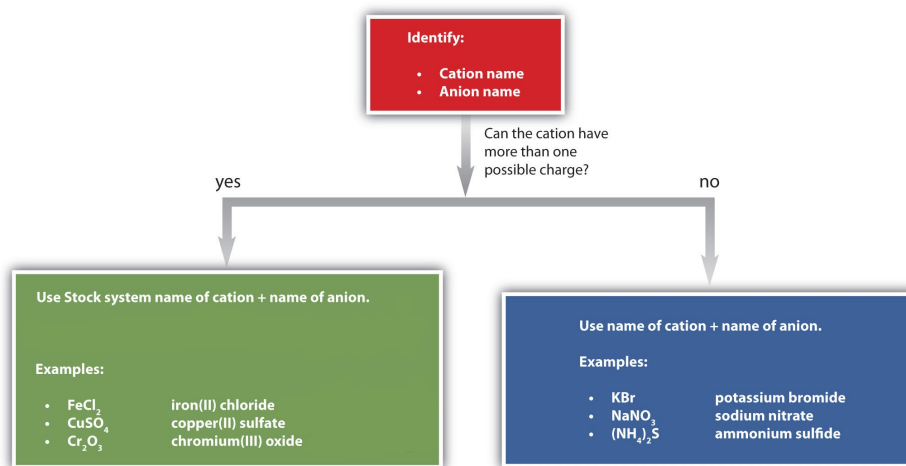 Identify:
• Cation name
• Anion name
Can the cation have
more than one
possible charge?
yes
no
Use Stock system name of cation + name of anion.
Examples:
• FeCl₂ iron(II) chloride
• CuSO₄ copper(II) sulfate
• Cr₂O₃ chromium(III) oxide
Use name of cation + name of anion.
Examples:
• KBr potassium bromide
• NaNO₃ sodium nitrate
• (NH₄)₂S ammonium sulfide